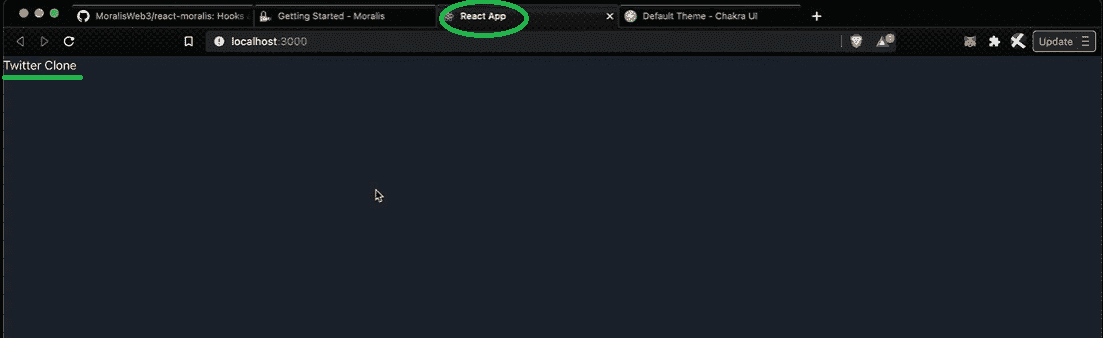 MoralisWeb3/react-moralis: Hooks
Getting Started - Moralis
React App
Default Theme - Chakra UI
localhost:3000
Update
Twitter Clone